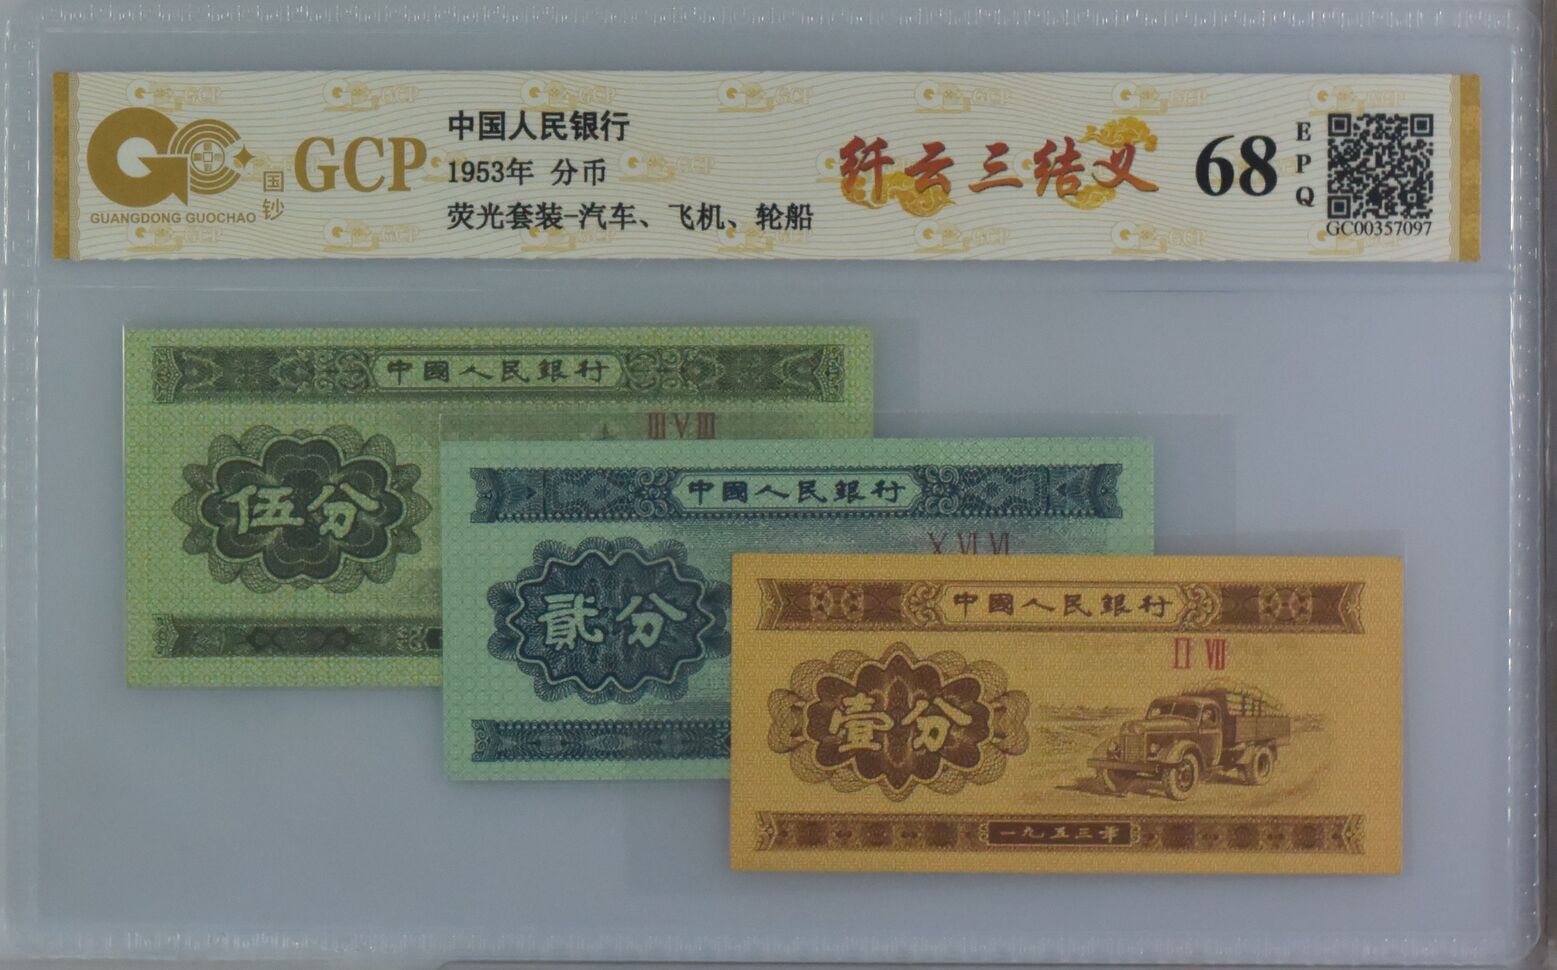 GUANGDONG GUOCHAO
国钞
GCP
中国人民银行
1953年 分币
荧光套装-汽车、飞机、轮船
纤云三结义
68
EPQ
GC00357097
中國人民銀行
III V III
伍分
中國人民銀行
X VI VI
貳分
中國人民銀行
II VII
壹分
一九五三年